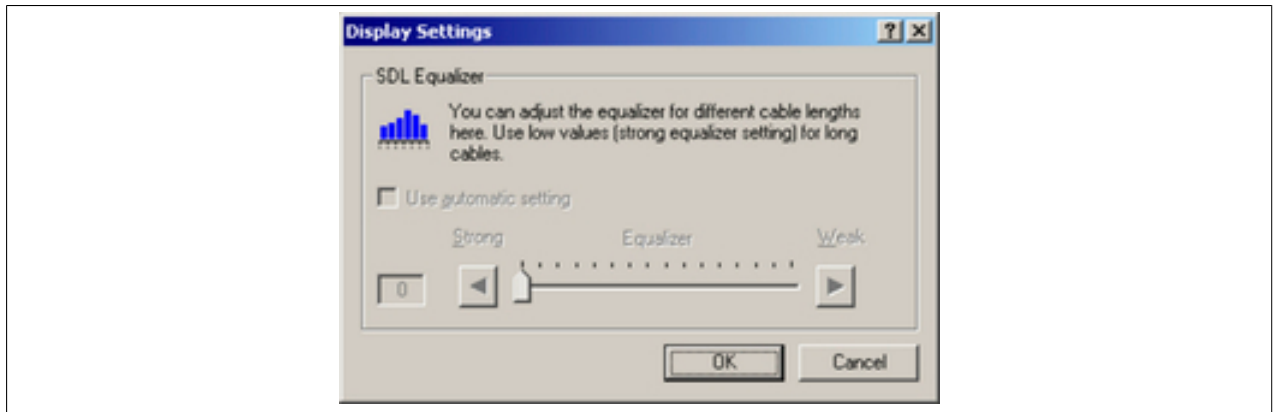 Display Settings
SDL Equalizer
You can adjust the equalizer for different cable lengths
here. Use low values (strong equalizer setting) for long
cables.
Use automatic setting
Strong Equalizer Weak
0
OK Cancel